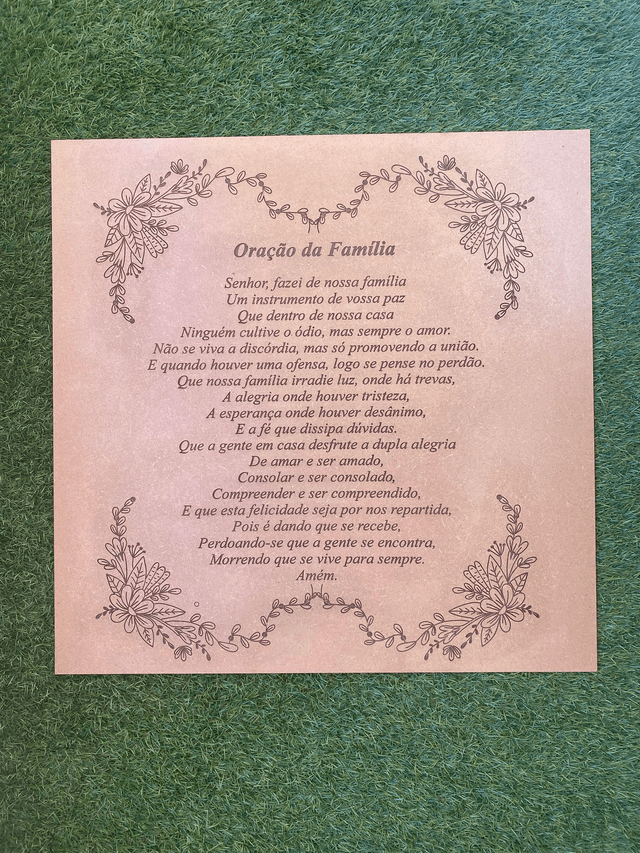 Oração da Família
Senhor, fazei de nossa família
Um instrumento de vossa paz
Que dentro de nossa casa
Ninguém cultive o ódio, mas sempre o amor.
Não se viva a discórdia, mas só promovendo a união.
E quando houver uma ofensa, logo se pense no perdão.
Que nossa família irradie luz, onde há trevas,
A alegria onde houver tristeza,
A esperança onde houver desânimo,
E a fé que dissipa dúvidas.
Que a gente em casa desfrute a dupla alegria
De amar e ser amado,
Consolar e ser consolado,
Compreender e ser compreendido,
E que esta felicidade seja por nos repartida,
Pois é dando que se recebe,
Perdoando-se que a gente se encontra,
Morrendo que se vive para sempre.
Amém.